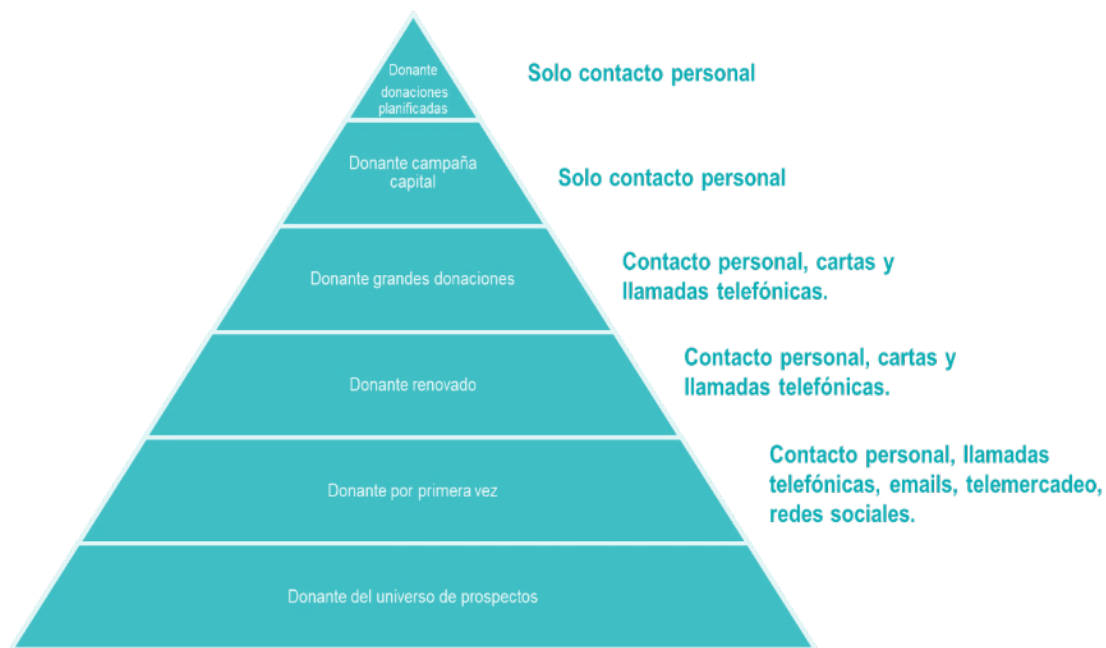 Donante
donaciones
planificadas
Solo contacto personal
Donante campaña
capital
Solo contacto personal
Donante grandes donaciones
Contacto personal, cartas y
llamadas telefónicas.
Donante renovado
Contacto personal, cartas y
llamadas telefónicas.
Donante por primera vez
Contacto personal, llamadas
telefónicas, emails, telemercadeo,
redes sociales.
Donante del universo de prospectos